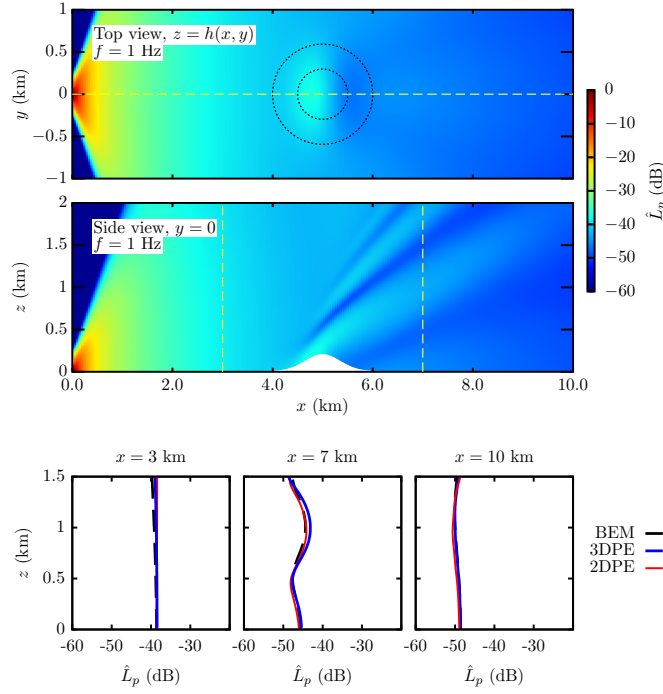 1
0.5
0
−0.5
−1
y (km)
Top view, z = h(x, y)
f = 1 Hz
2
1.5
1
0.5
0
z (km)
Side view, y = 0
f = 1 Hz
0.0 2.0 4.0 6.0 8.0 10.0
x (km)
0
−10
−20
−30
−40
−50
−60
L̂p (dB)
x = 3 km x = 7 km x = 10 km
1.5
1
0.5
0
z (km)
-60 -50 -40 -30 -60 -50 -40 -30 -60 -50 -40 -30
L̂p (dB) L̂p (dB) L̂p (dB)
BEM
3DPE
2DPE